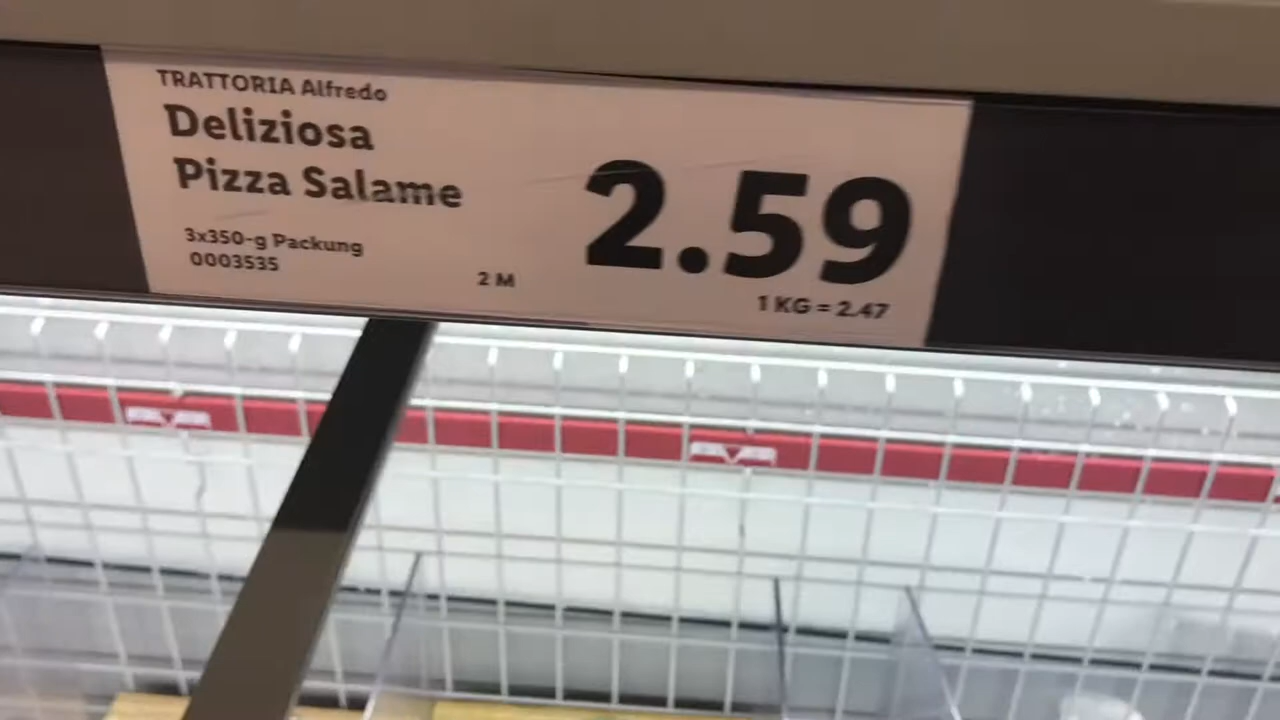 TRATTORIA Alfredo
Deliziosa
Pizza Salame
3x350-g Packung
0003535
2 M
2.59
1 KG = 2.47